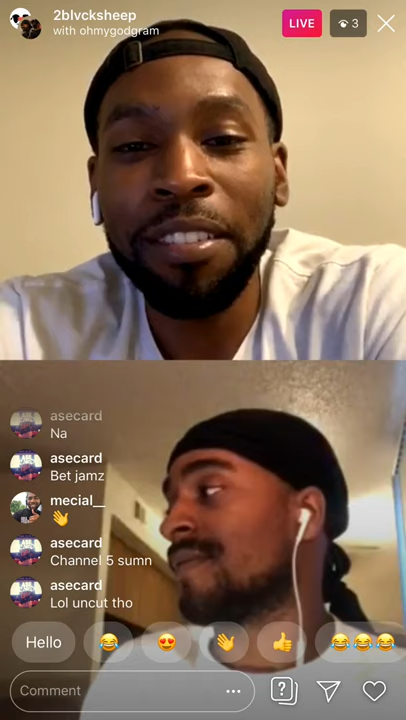 2blvcksheep
with ohmygodgram
LIVE
3
asecard
Na
asecard
Bet jamz
mecial__
👋
asecard
Channel 5 sumn
asecard
Lol uncut tho
Hello
😂
😍
👋
👍
😂😂😂
Comment